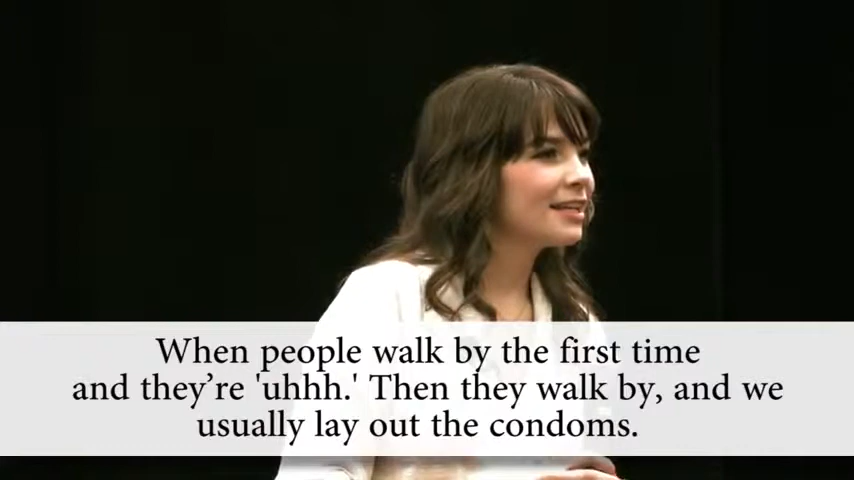 When people walk by the first time
and they’re 'uhhh.' Then they walk by, and we
usually lay out the condoms.